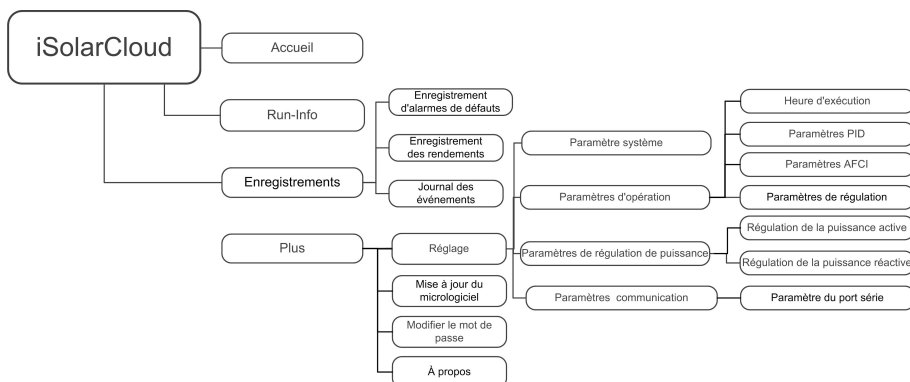 iSolarCloud
Accueil
Run-Info
Enregistrements
Enregistrement
d'alarmes de défauts
Enregistrement
des rendements
Journal des
événements
Plus
Réglage
Mise à jour du
micrologiciel
Modifier le mot de
passe
À propos
Paramètre système
Paramètres d'opération
Paramètres de régulation de puissance
Paramètres communication
Heure d'exécution
Paramètres PID
Paramètres AFCI
Paramètres de régulation
Régulation de la puissance active
Régulation de la puissance réactive
Paramètre du port série